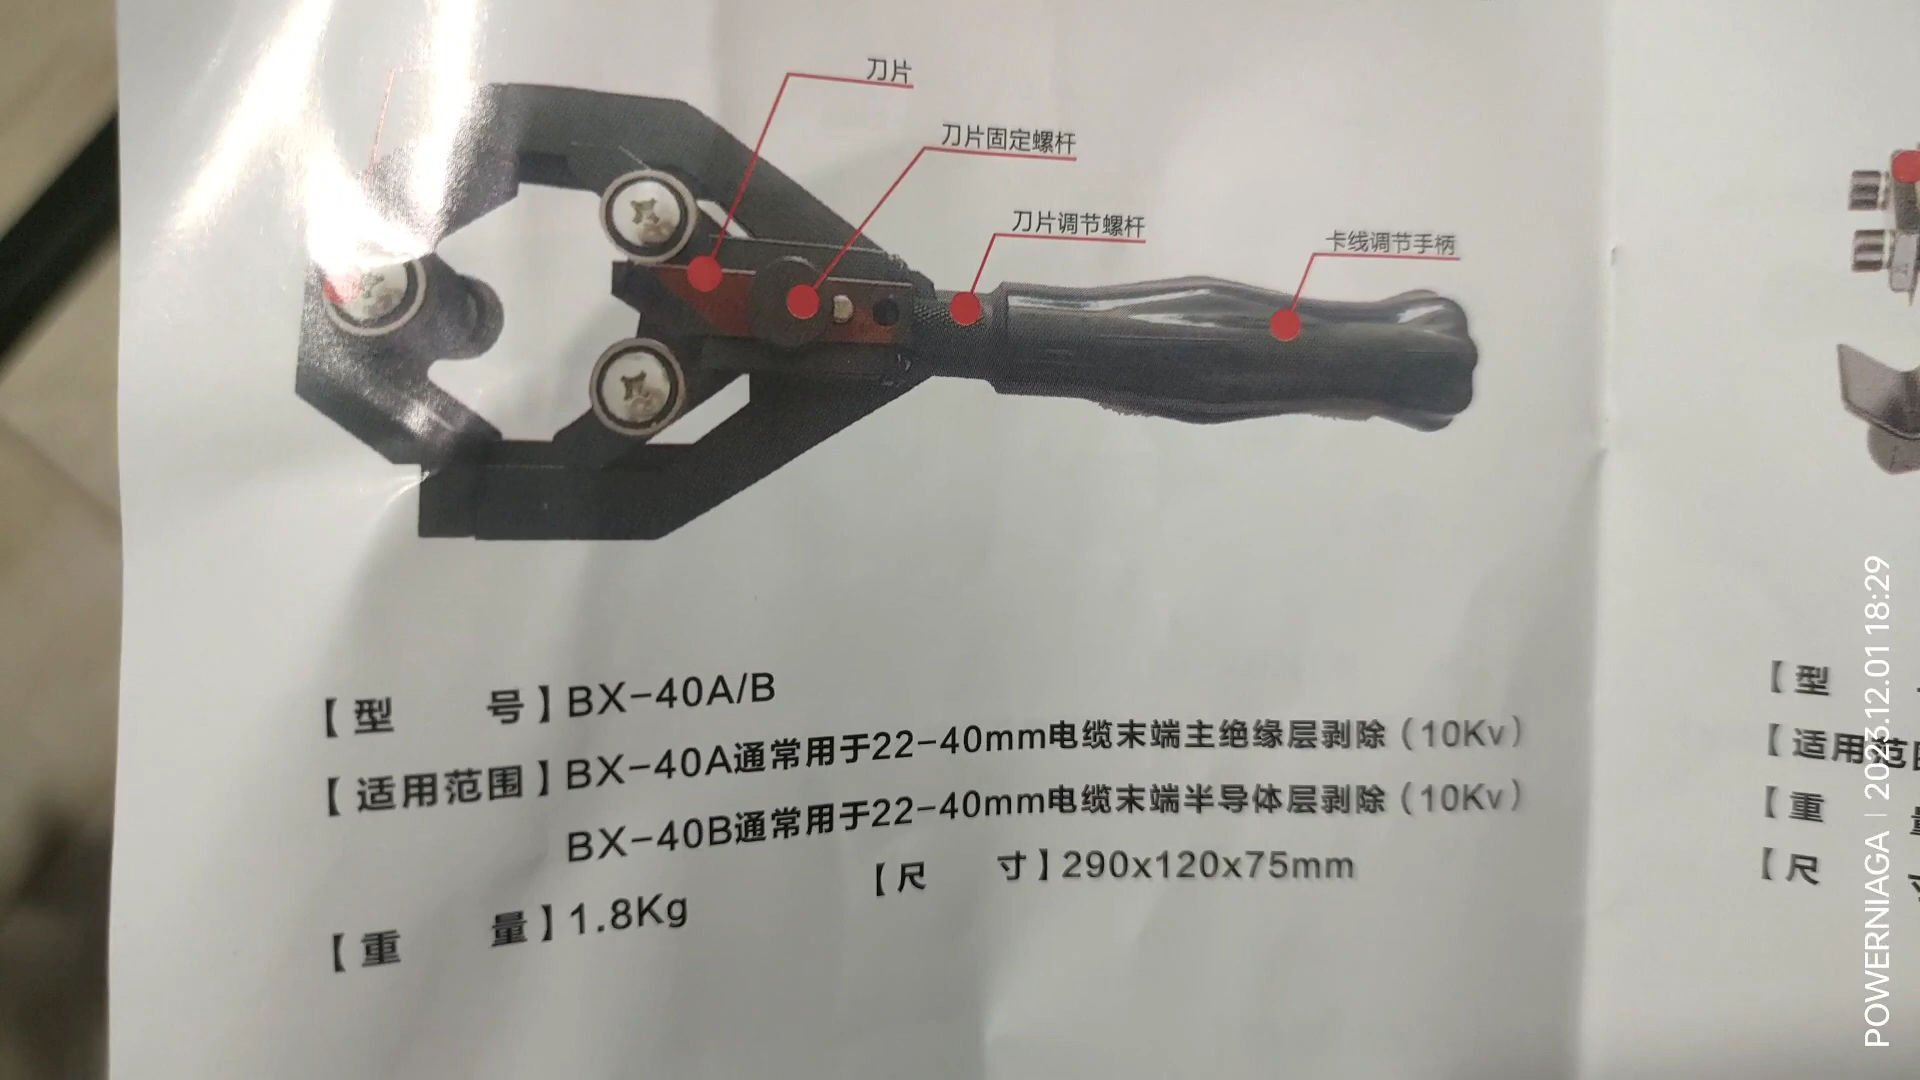 刀片
刀片固定螺杆
刀片调节螺杆
卡线调节手柄
【型 号】BX-40A/B
【适用范围】BX-40A通常用于22-40mm电缆末端主绝缘层剥除（10Kv）
BX-40B通常用于22-40mm电缆末端半导体层剥除（10Kv）
【重 量】1.8Kg 【尺 寸】290x120x75mm
【型
【适用范
【重 量
【尺 寸
POWERNIAGA | 2023.12.01 18:29